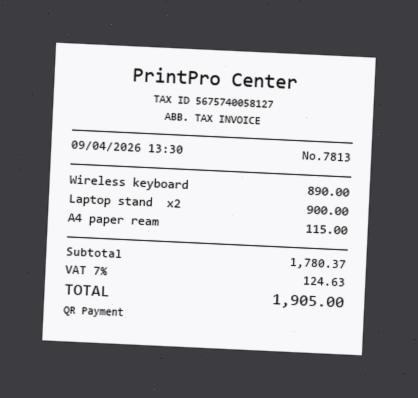 PrintPro Center
TAX ID 5675740058127
ABB. TAX INVOICE
09/04/2026 13:30 No.7813
Wireless keyboard 890.00
Laptop stand x2 900.00
A4 paper ream 115.00
Subtotal 1,780.37
VAT 7% 124.63
TOTAL 1,905.00
QR Payment